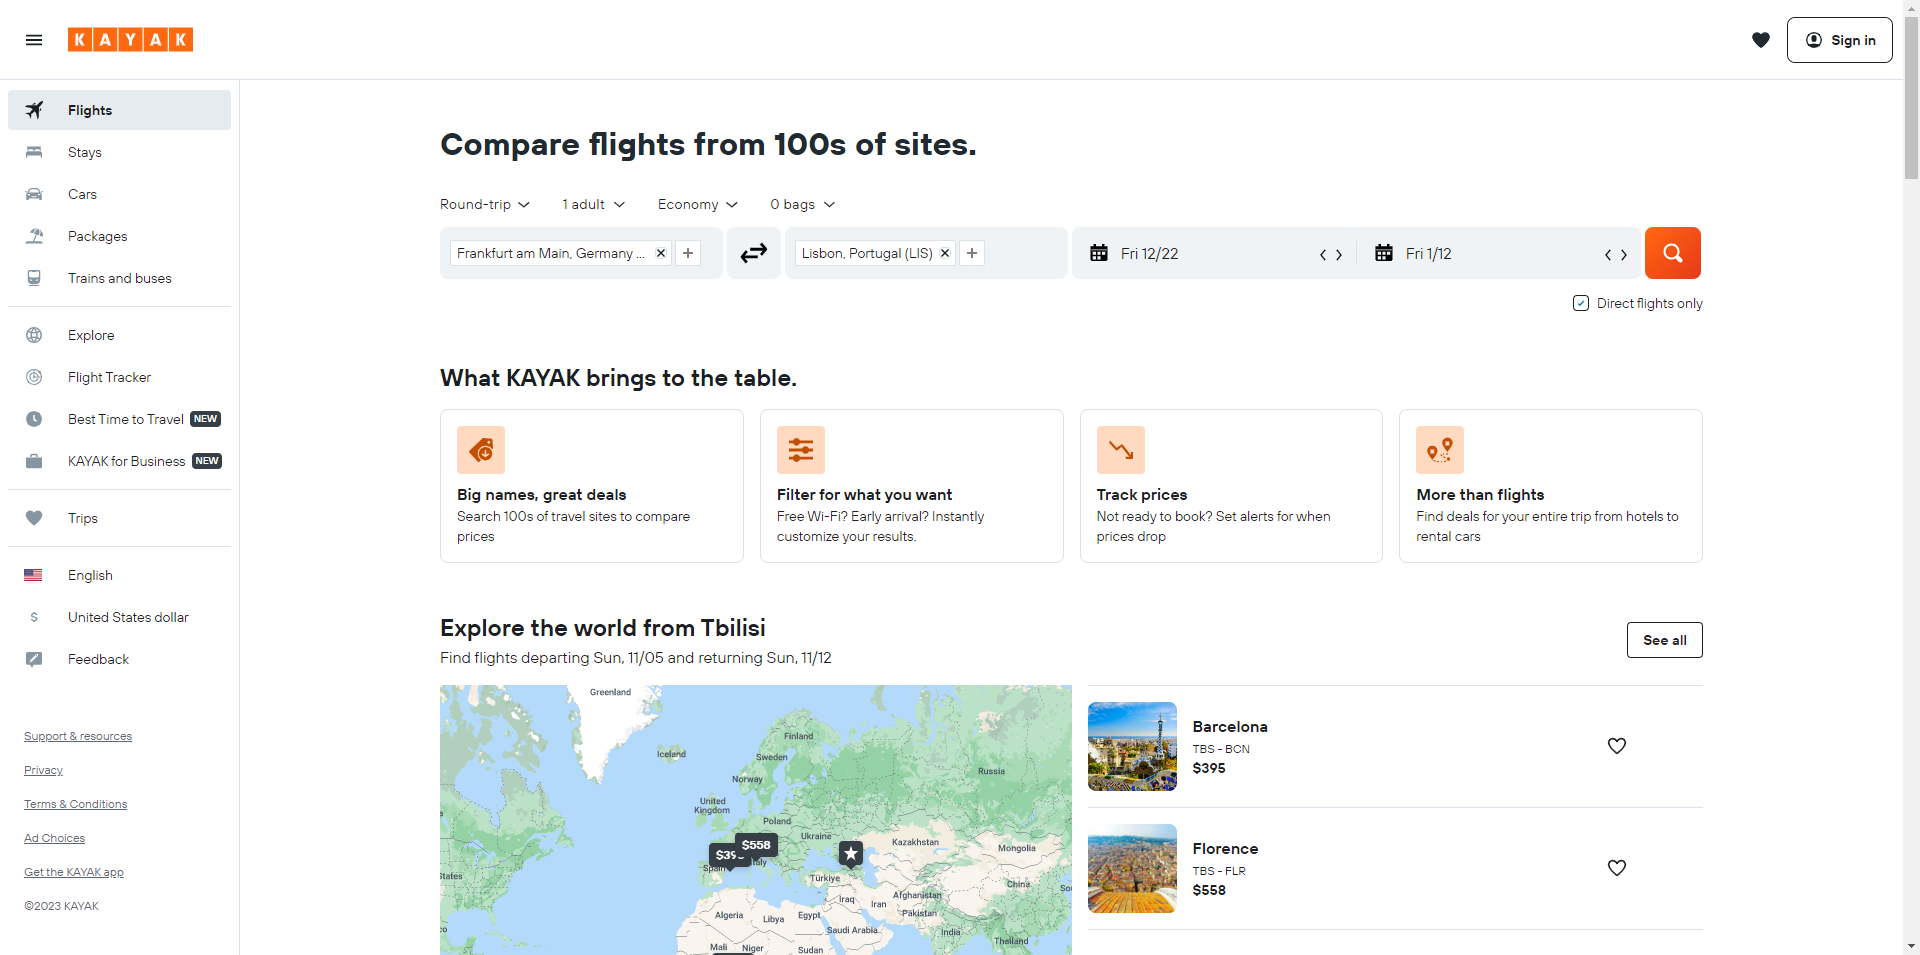 KAYAK
Sign in
Flights
Stays
Cars
Packages
Trains and buses
Explore
Flight Tracker
Best Time to Travel NEW
KAYAK for Business NEW
Trips
English
$ United States dollar
Feedback
Support & resources
Privacy
Terms & Conditions
Ad Choices
Get the KAYAK app
©2023 KAYAK
Compare flights from 100s of sites.
Round-trip 1 adult Economy 0 bags
Frankfurt am Main, Germany ... Lisbon, Portugal (LIS) Fri 12/22 Fri 1/12
Direct flights only
What KAYAK brings to the table.
Big names, great deals
Search 100s of travel sites to compare
prices
Filter for what you want
Free Wi-Fi? Early arrival? Instantly
customize your results.
Track prices
Not ready to book? Set alerts for when
prices drop
More than flights
Find deals for your entire trip from hotels to
rental cars
Explore the world from Tbilisi
Find flights departing Sun, 11/05 and returning Sun, 11/12
See all
Greenland
Iceland
Finland
Sweden
Norway
Russia
United
Kingdom
Poland
Ukraine
Kazakhstan
Mongolia
$558
Spain
Türkiye
States
China
Iraq
Iran
Afghanistan
Pakistan
Algeria
Libya
Egypt
Saudi Arabia
India
Thailand
Mali
Niger
Sudan
Barcelona
TBS - BCN
$395
Florence
TBS - FLR
$558